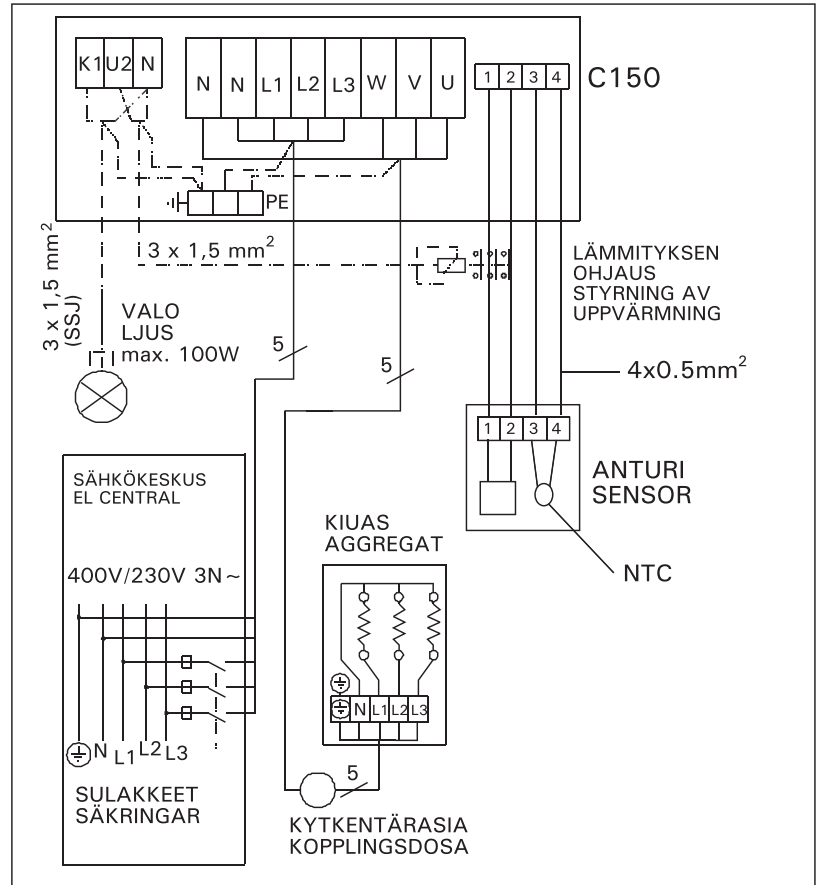 K1 U2 N
N N L1 L2 L3 W V U
1 2 3 4
C150
PE
3 x 1,5 mm²
(SSJ)
3 x 1,5 mm²
VALO
LJUS
max. 100W
LÄMMITYKSEN
OHJAUS
STYRNING AV
UPPVÄRMNING
5
5
4x0.5mm²
1 2 3 4
ANTURI
SENSOR
NTC
SÄHKÖKESKUS
EL CENTRAL
400V/230V 3N~
N L1 L2 L3
SULAKKEET
SÄKRINGAR
KIUAS
AGGREGAT
N L1 L2 L3
5
KYTKENTÄRASIA
KOPPLINGSDOSA